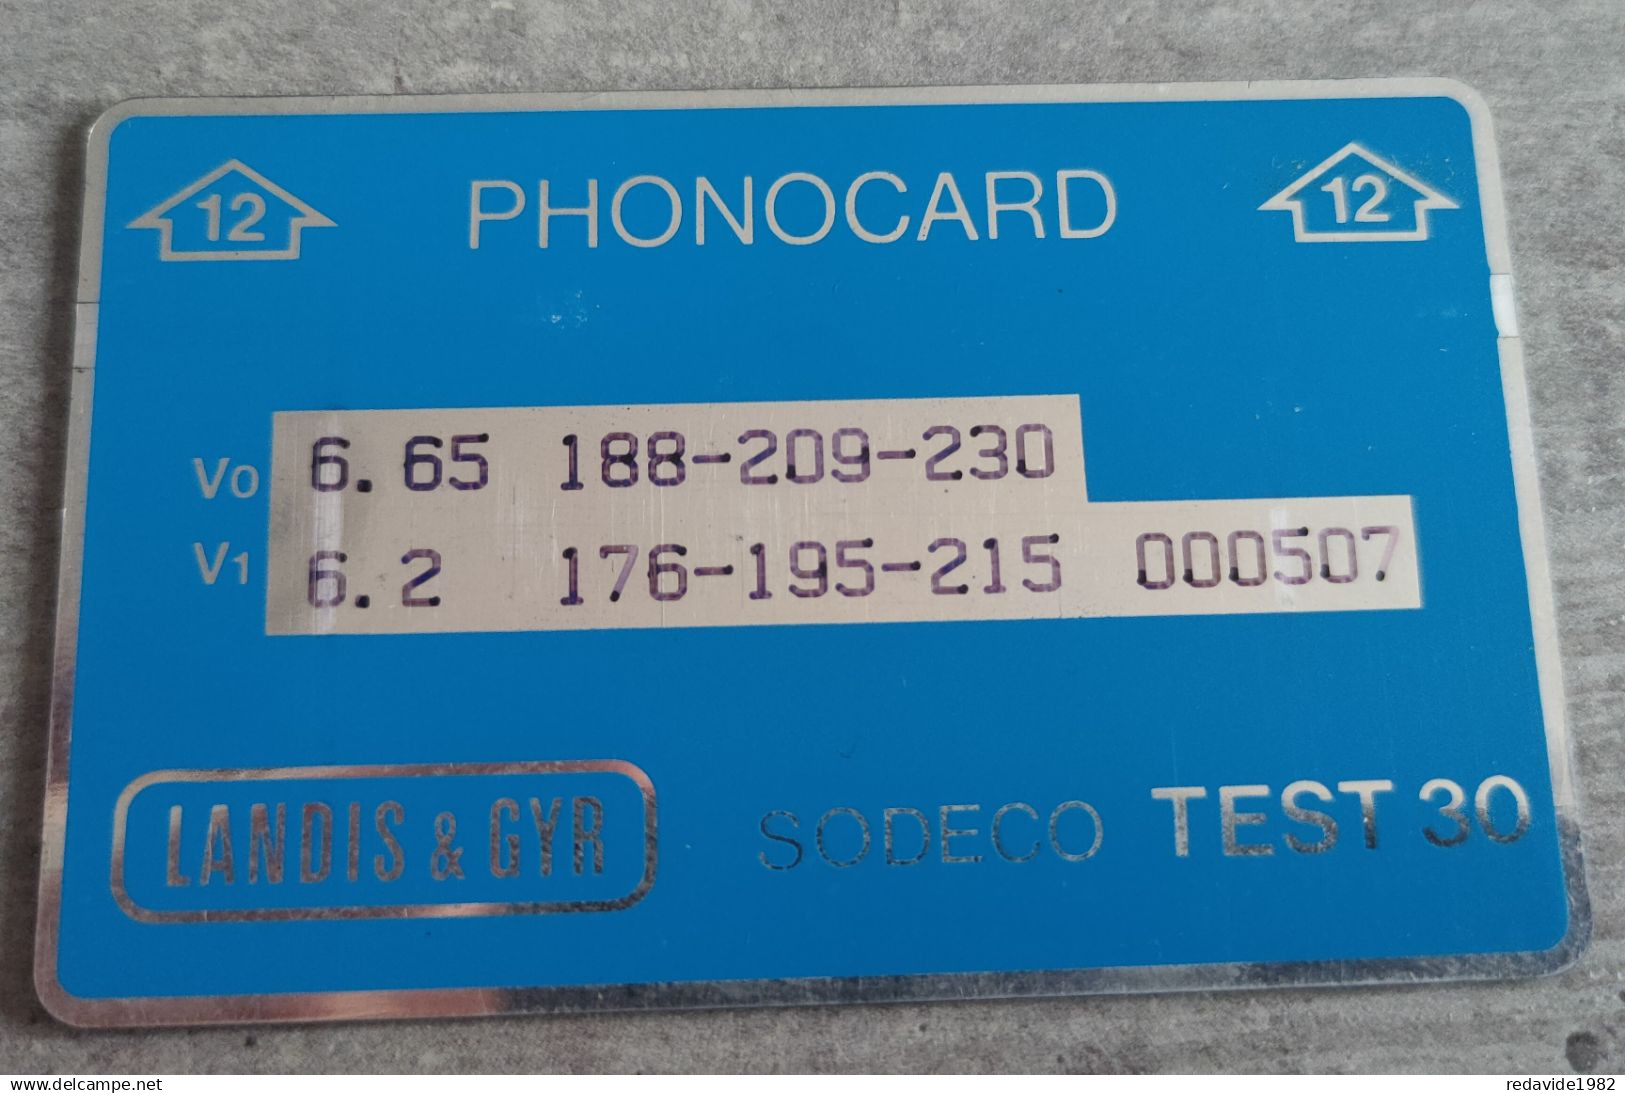 12 PHONOCARD 12
Vo 6.65 188-209-230
V1 6.2 176-195-215 000507
LANDIS & GYR SODECO TEST 30
www.delcampe.net redavide1982